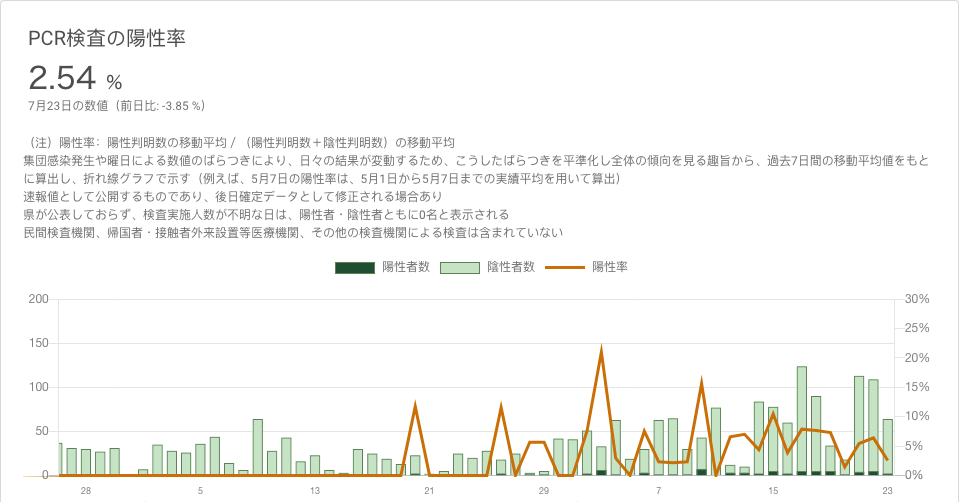 PCR検査の陽性率
2.54 %
7月23日の数値（前日比: -3.85 %）
（注）陽性率：陽性判明数の移動平均 / （陽性判明数＋陰性判明数）の移動平均
集団感染発生や曜日による数値のばらつきにより、日々の結果が変動するため、こうしたばらつきを平準化し全体の傾向を見る趣旨から、過去7日間の移動平均値をもと
に算出し、折れ線グラフで示す（例えば、5月7日の陽性率は、5月1日から5月7日までの実績平均を用いて算出）
速報値として公開するものであり、後日確定データとして修正される場合あり
県が公表しておらず、検査実施人数が不明な日は、陽性者・陰性者ともに0名と表示される
民間検査機関、帰国者・接触者外来設置等医療機関、その他の検査機関による検査は含まれていない
陽性者数 陰性者数 陽性率
200 30%
25%
150 20%
100 15%
10%
50 5%
0 0%
28 5 13 21 29 7 15 23